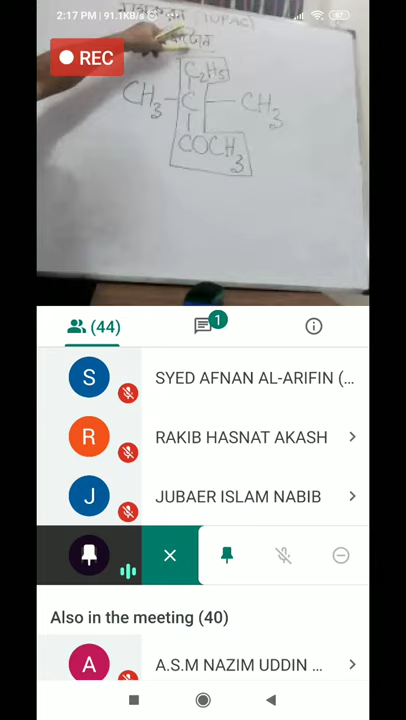 2:17 PM | 91.1KB/s
(IUPAC)
REC
C2H5
CH3 - C - CH3
COCH3
(44)
1
S SYED AFNAN AL-ARIFIN (...
R RAKIB HASNAT AKASH
J JUBAER ISLAM NABIB
Also in the meeting (40)
A A.S.M NAZIM UDDIN ...